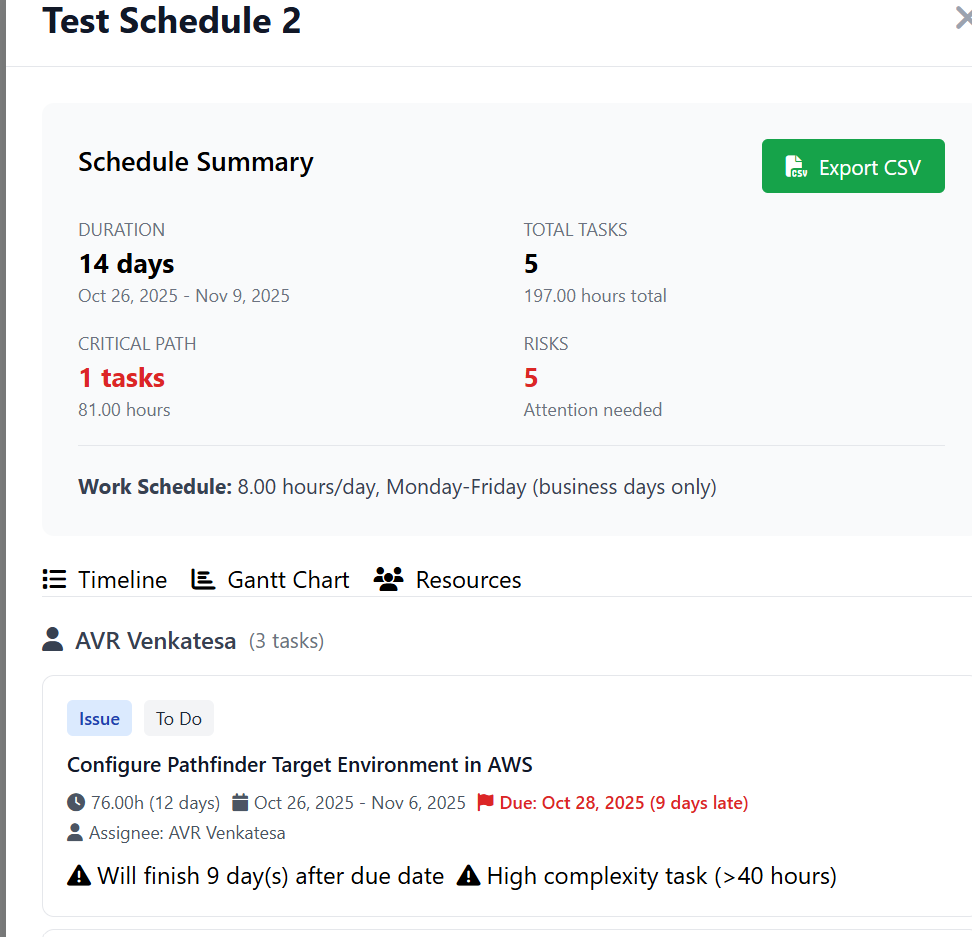 Test Schedule 2
Schedule Summary
CSV Export CSV
DURATION
14 days
Oct 26, 2025 - Nov 9, 2025
TOTAL TASKS
5
197.00 hours total
CRITICAL PATH
1 tasks
81.00 hours
RISKS
5
Attention needed
Work Schedule: 8.00 hours/day, Monday-Friday (business days only)
Timeline Gantt Chart Resources
AVR Venkatesa (3 tasks)
Issue To Do
Configure Pathfinder Target Environment in AWS
76.00h (12 days) Oct 26, 2025 - Nov 6, 2025 Due: Oct 28, 2025 (9 days late)
Assignee: AVR Venkatesa
Will finish 9 day(s) after due date High complexity task (>40 hours)